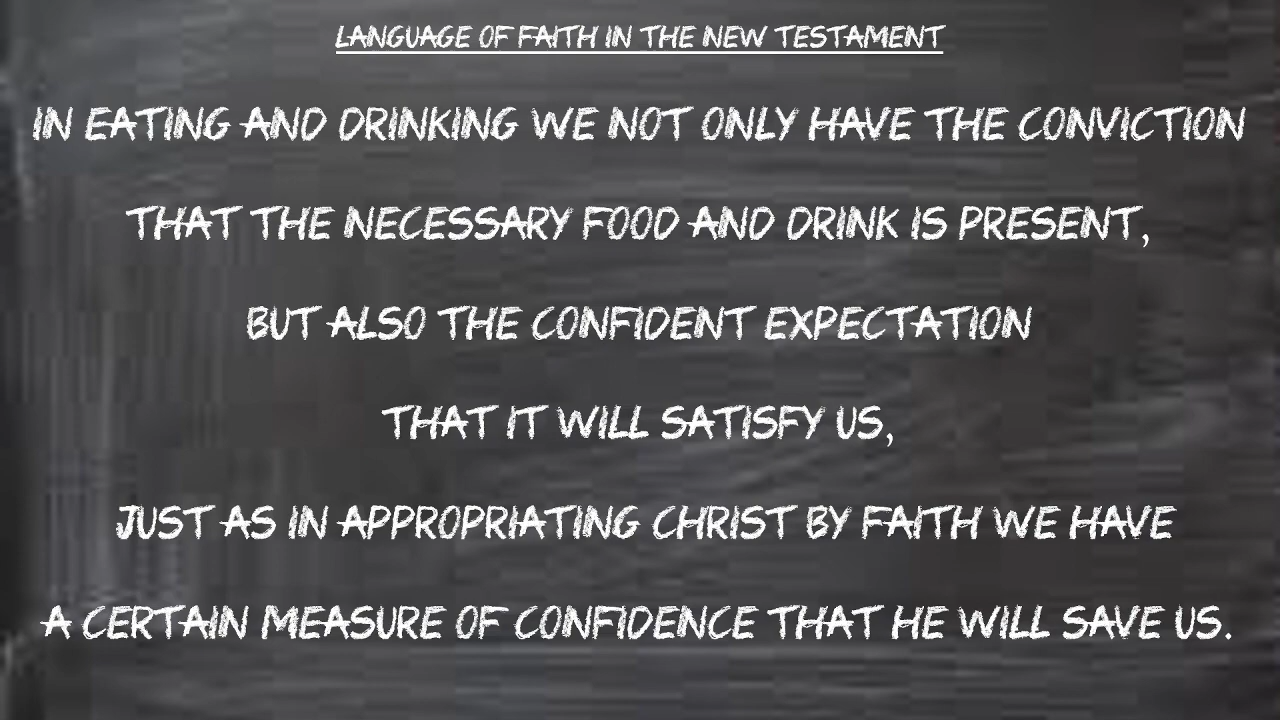 LANGUAGE OF FAITH IN THE NEW TESTAMENT
IN EATING AND DRINKING WE NOT ONLY HAVE THE CONVICTION
THAT THE NECESSARY FOOD AND DRINK IS PRESENT,
BUT ALSO THE CONFIDENT EXPECTATION
THAT IT WILL SATISFY US,
JUST AS IN APPROPRIATING CHRIST BY FAITH WE HAVE
A CERTAIN MEASURE OF CONFIDENCE THAT HE WILL SAVE US.